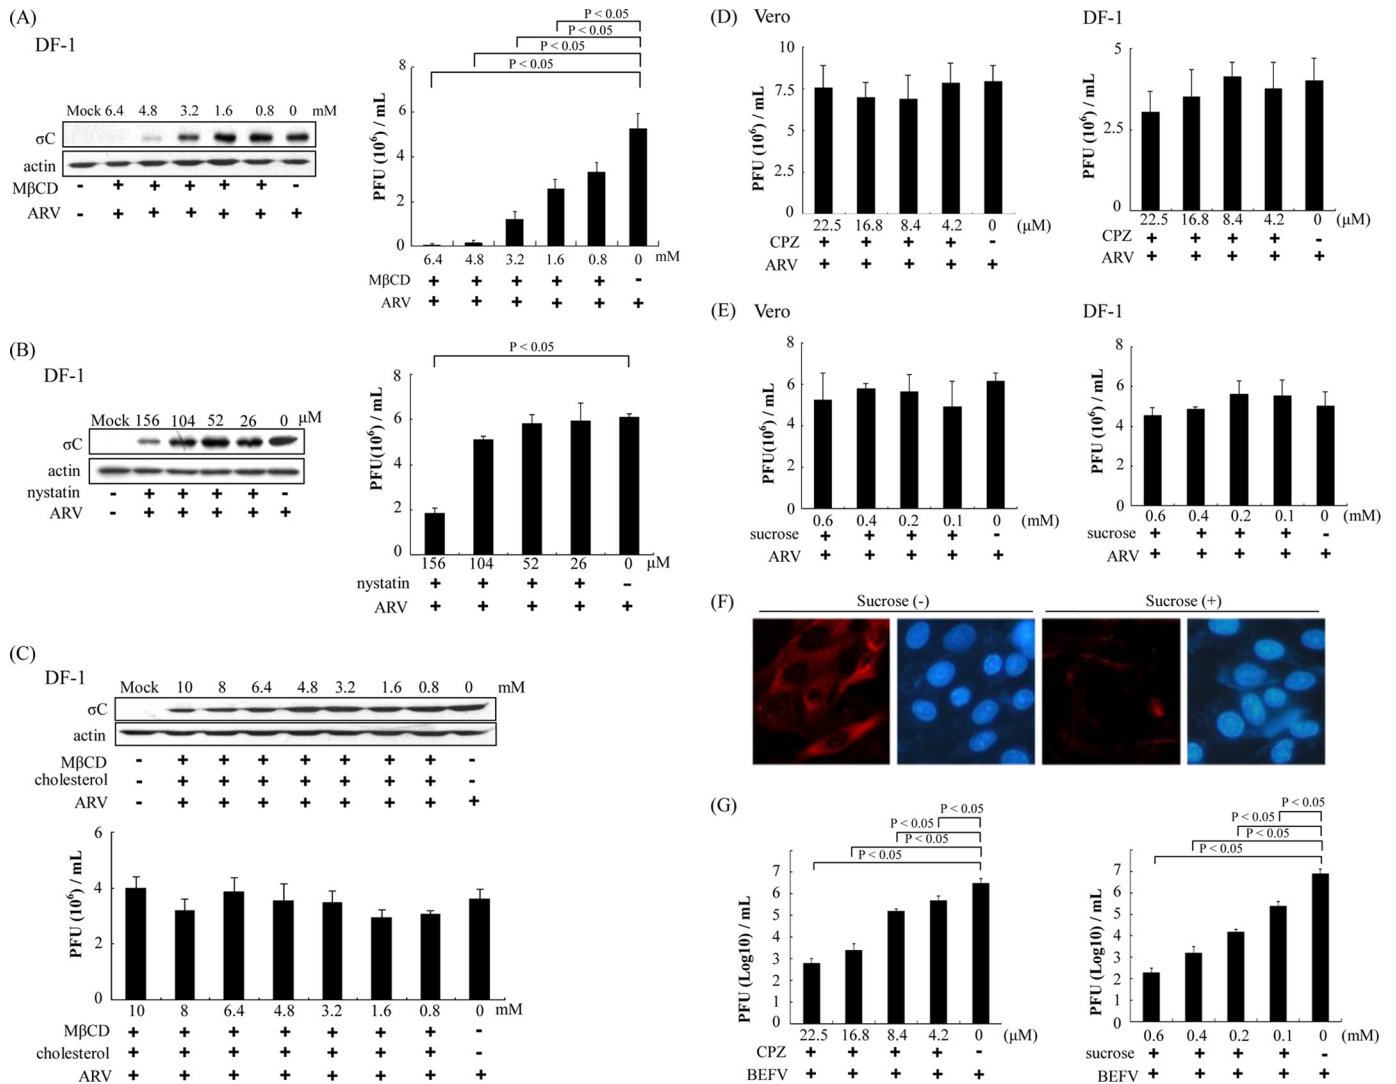 (A)
DF-1
Mock 6.4 4.8 3.2 1.6 0.8 0 mM
σC
actin
MβCD - + + + + + -
ARV - + + + + + +
P < 0.05
P < 0.05
P < 0.05
P < 0.05
P < 0.05
PFU (10⁶) / mL
8
6
4
2
0
6.4 4.8 3.2 1.6 0.8 0 mM
MβCD + + + + + -
ARV + + + + + +
(B)
DF-1
Mock 156 104 52 26 0 μM
σC
actin
nystatin - + + + + -
ARV - + + + + +
P < 0.05
PFU(10⁶) / mL
8
6
4
2
0
156 104 52 26 0 μM
nystatin + + + + -
ARV + + + + +
(C)
DF-1
Mock 10 8 6.4 4.8 3.2 1.6 0.8 0 mM
σC
actin
MβCD - + + + + + + + -
cholesterol - + + + + + + + -
ARV - + + + + + + + +
PFU (10⁶) / mL
6
4
2
0
10 8 6.4 4.8 3.2 1.6 0.8 0 mM
MβCD + + + + + + + -
cholesterol + + + + + + + -
ARV + + + + + + + +
(D) Vero
PFU (10⁶) / mL
10
7.5
5
2.5
0
22.5 16.8 8.4 4.2 0 (μM)
CPZ + + + + -
ARV + + + + +
DF-1
PFU (10⁶) / mL
5
2.5
0
22.5 16.8 8.4 4.2 0 (μM)
CPZ + + + + -
ARV + + + + +
(E) Vero
PFU(10⁶) / mL
8
6
4
2
0
0.6 0.4 0.2 0.1 0 (mM)
sucrose + + + + -
ARV + + + + +
DF-1
PFU (10⁶) / mL
8
6
4
2
0
0.6 0.4 0.2 0.1 0 (mM)
sucrose + + + + -
ARV + + + + +
(F)
Sucrose (-) Sucrose (+)
(G)
P < 0.05
P < 0.05
P < 0.05
P < 0.05
PFU (Log10) / mL
7
6
5
4
3
2
1
0
22.5 16.8 8.4 4.2 0 (μM)
CPZ + + + + -
BEFV + + + + +
P < 0.05
P < 0.05
P < 0.05
P < 0.05
PFU (Log10) / mL
7
6
5
4
3
2
1
0
0.6 0.4 0.2 0.1 0 (mM)
sucrose + + + + -
BEFV + + + + +